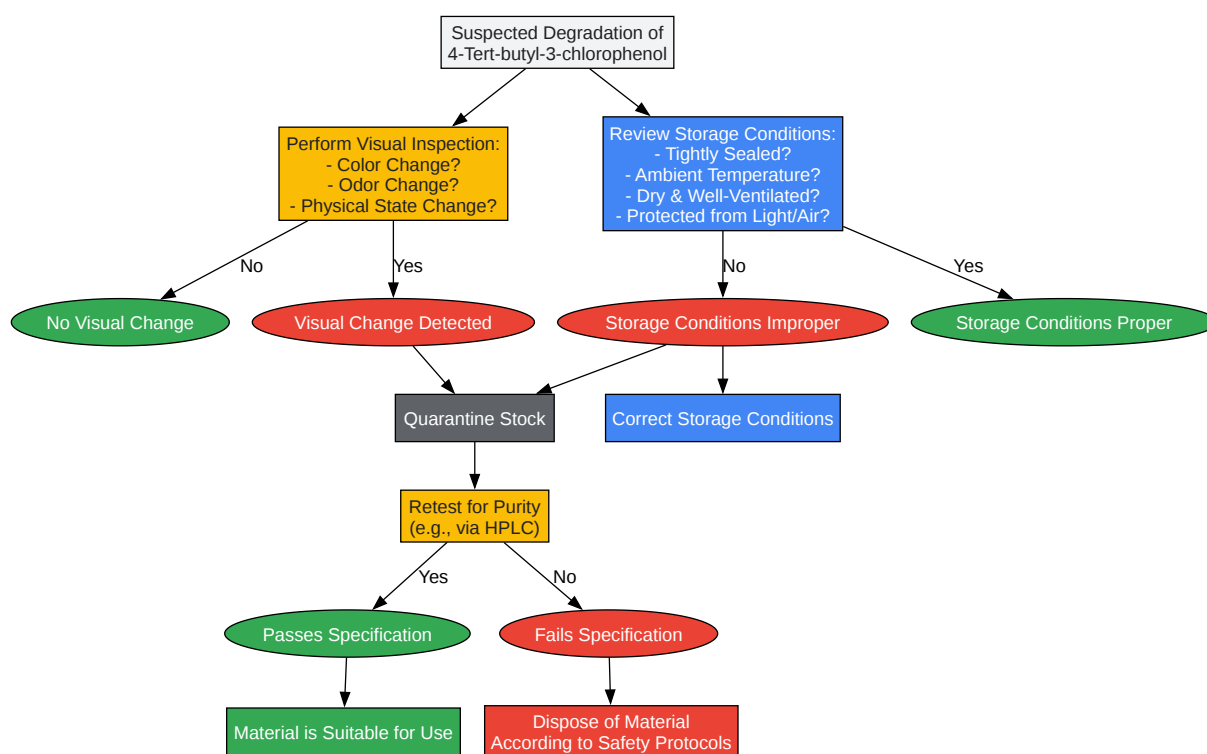 Suspected Degradation of
4-Tert-butyl-3-chlorophenol
Perform Visual Inspection:
- Color Change?
- Odor Change?
- Physical State Change?
Review Storage Conditions:
- Tightly Sealed?
- Ambient Temperature?
- Dry & Well-Ventilated?
- Protected from Light/Air?
No
Yes
No
Yes
No Visual Change
Visual Change Detected
Storage Conditions Improper
Storage Conditions Proper
Quarantine Stock
Correct Storage Conditions
Retest for Purity
(e.g., via HPLC)
Yes
No
Passes Specification
Fails Specification
Material is Suitable for Use
Dispose of Material
According to Safety Protocols